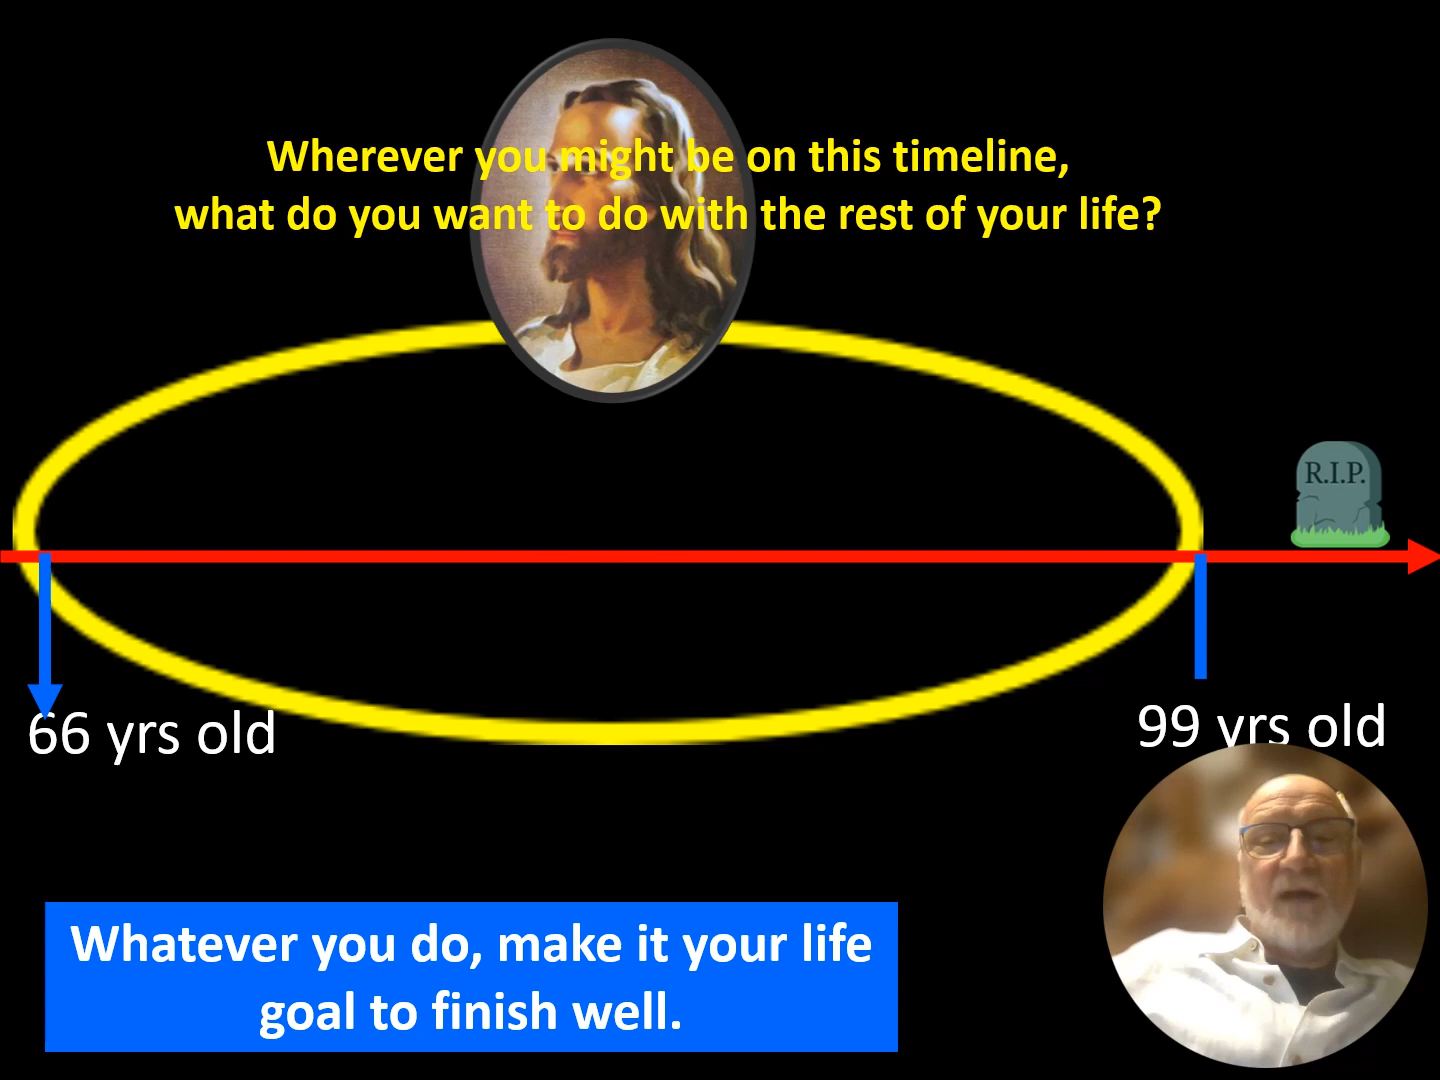 Wherever you might be on this timeline,
what do you want to do with the rest of your life?
R.I.P.
66 yrs old
99 yrs old
Whatever you do, make it your life
goal to finish well.